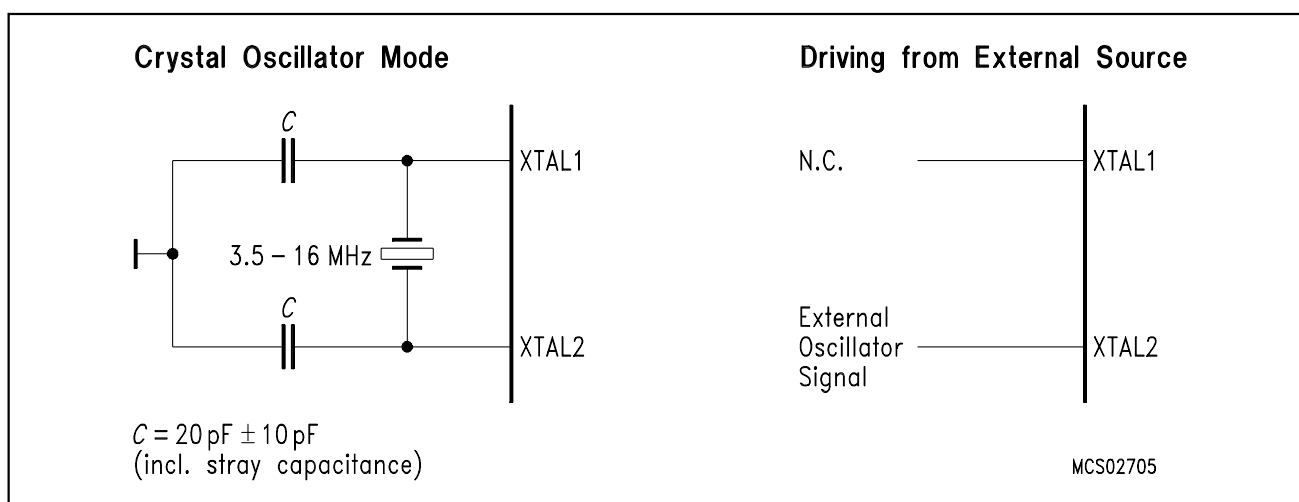 Crystal Oscillator Mode
C
XTAL1
3.5 – 16 MHz
C
XTAL2
C = 20 pF ± 10 pF
(incl. stray capacitance)
Driving from External Source
N.C.
XTAL1
External
Oscillator
Signal
XTAL2
MCS02705